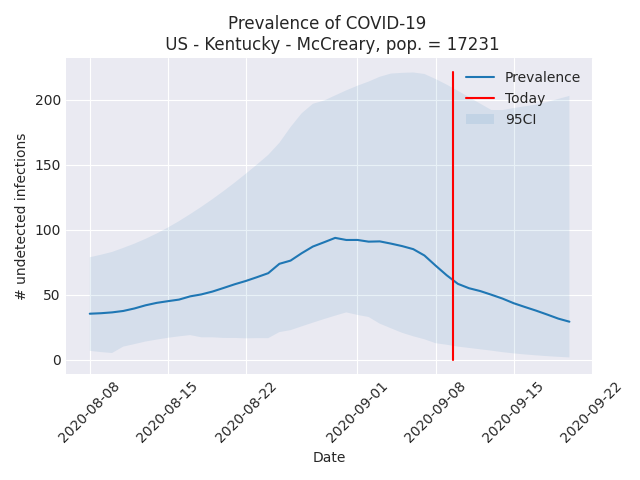 Prevalence of COVID-19
US - Kentucky - McCreary, pop. = 17231
Prevalence
Today
95CI
# undetected infections
200
150
100
50
0
2020-08-08
2020-08-15
2020-08-22
2020-09-01
2020-09-08
2020-09-15
2020-09-22
Date